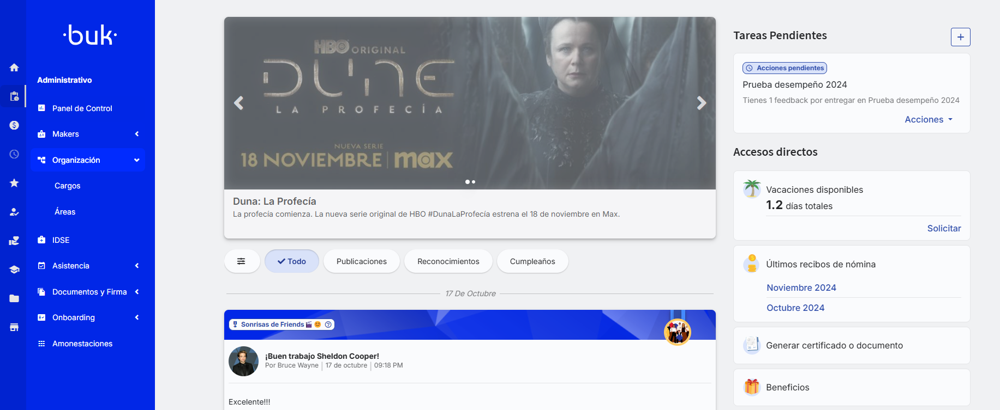 ·buk·
Administrativo
Panel de Control
Makers
Organización
Cargos
Áreas
IDSE
Asistencia
Documentos y Firma
Onboarding
Amonestaciones
HBO ORIGINAL
DUNE
LA PROFECÍA
NUEVA SERIE
18 NOVIEMBRE | max
Duna: La Profecía
La profecía comienza. La nueva serie original de HBO #DunaLaProfecía estrena el 18 de noviembre en Max.
Todo
Publicaciones
Reconocimientos
Cumpleaños
17 De Octubre
Sonrisas de Friends🎬😊
¡Buen trabajo Sheldon Cooper!
Por Bruce Wayne | 17 de octubre | 09:18 PM
Excelente!!!
Tareas Pendientes
+
Acciones pendientes
Prueba desempeño 2024
Tienes 1 feedback por entregar en Prueba desempeño 2024
Acciones
Accesos directos
Vacaciones disponibles
1.2 días totales
Solicitar
Últimos recibos de nómina
Noviembre 2024
Octubre 2024
Generar certificado o documento
Beneficios